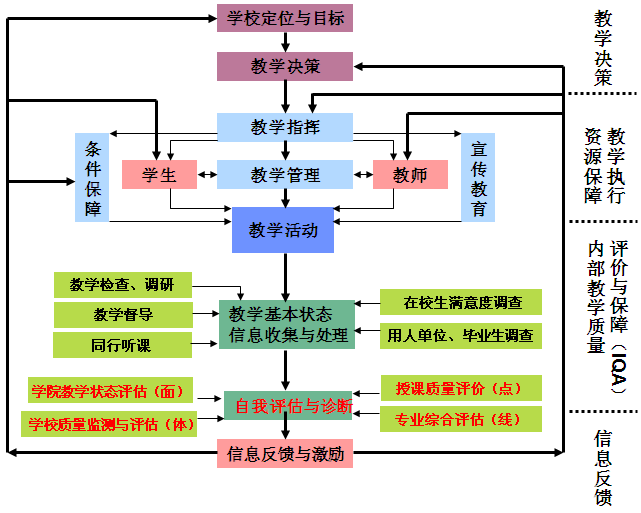 学校定位与目标
教学决策
教学指挥
条件保障
学生
教学管理
教师
宣传教育
教学活动
教学检查、调研
教学督导
同行听课
教学基本状态
信息收集与处理
在校生满意度调查
用人单位、毕业生调查
学院教学状态评估（面）
学校质量监测与评估（体）
自我评估与诊断
授课质量评价（点）
专业综合评估（线）
信息反馈与激励
教学决策
教学执行
资源保障
评价与保障（IQA）
内部教学质量
信息反馈